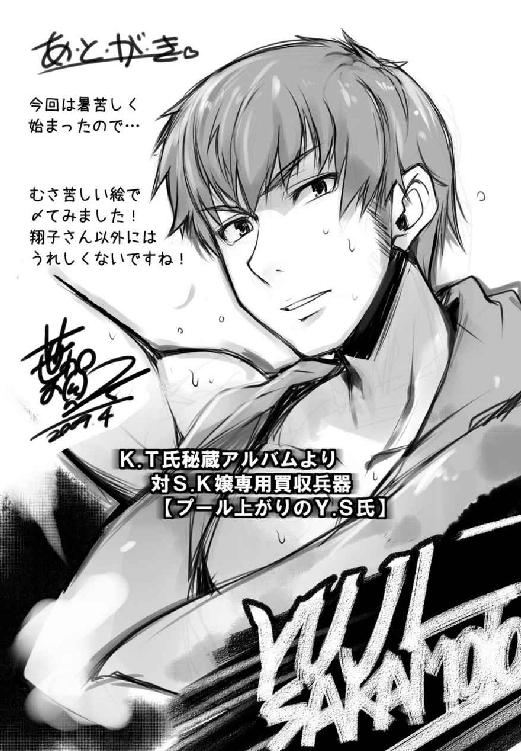 あ・と・が・き。
今回は暑苦しく
始まったので…
むさ苦しい絵で
〆てみました！
翔子さん以外には
うれしくないですね！
2009.4
K.T氏秘蔵アルバムより
対S.K嬢専用買収兵器
【プール上がりのY.S氏】
YUJI
SAKAMOTO